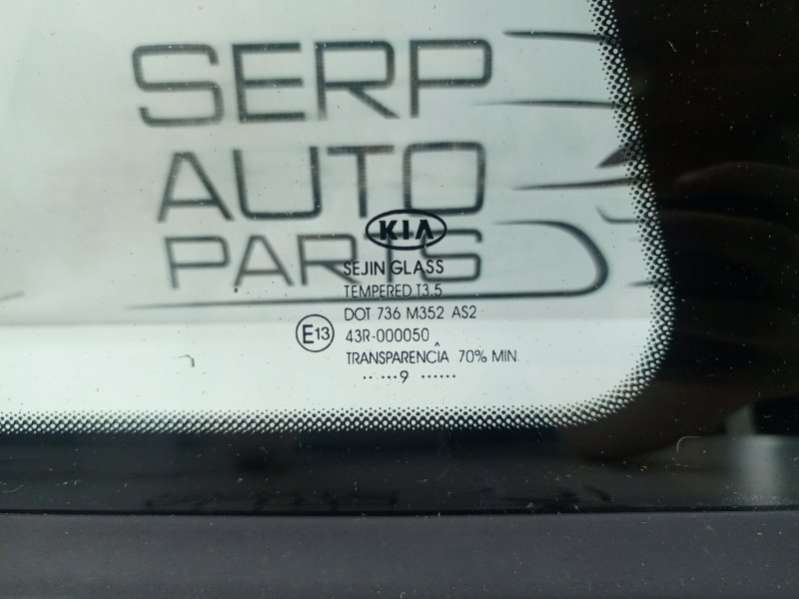 SERP
AUTO
PARTS
KIA
SEJIN GLASS
TEMPERED T3.5
DOT 736 M352 AS2
E13 43R-000050
TRANSPARENCIA 70% MIN
·· ···9 ······